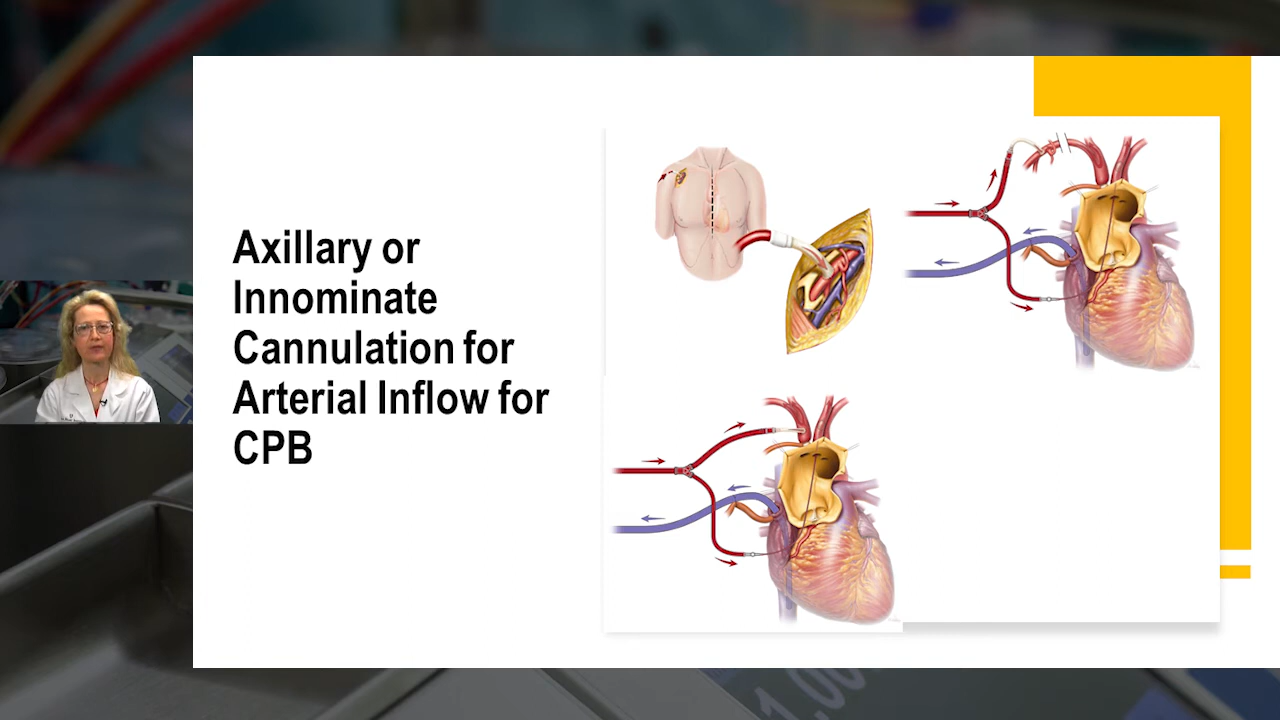 Axillary or
Innominate
Cannulation for
Arterial Inflow for
CPB